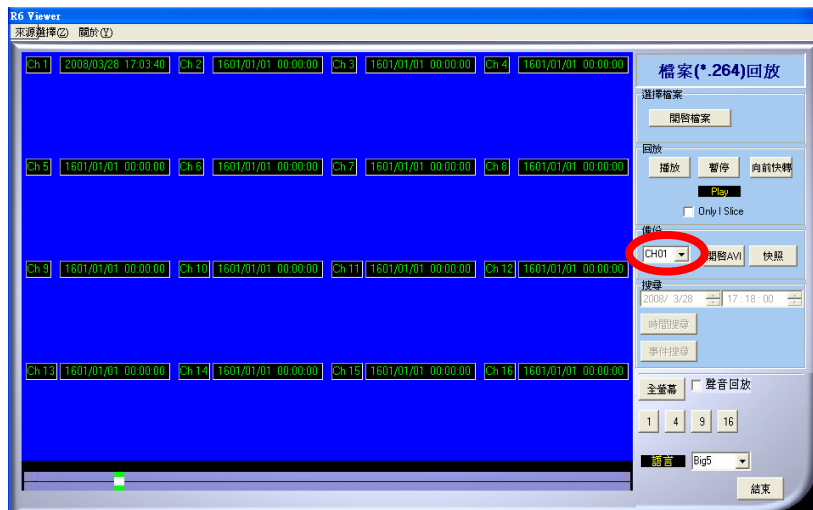 R6 Viewer
來源選擇(Z) 關於(Y)
Ch 1 2008/03/28 17:03:40 Ch 2 1601/01/01 00:00:00 Ch 3 1601/01/01 00:00:00 Ch 4 1601/01/01 00:00:00
Ch 5 1601/01/01 00:00:00 Ch 6 1601/01/01 00:00:00 Ch 7 1601/01/01 00:00:00 Ch 8 1601/01/01 00:00:00
Ch 9 1601/01/01 00:00:00 Ch 10 1601/01/01 00:00:00 Ch 11 1601/01/01 00:00:00 Ch 12 1601/01/01 00:00:00
Ch 13 1601/01/01 00:00:00 Ch 14 1601/01/01 00:00:00 Ch 15 1601/01/01 00:00:00 Ch 16 1601/01/01 00:00:00
檔案(*.264)回放
選擇檔案
開啓檔案
回放
播放 暫停 向前快轉
Play
Only I Slice
備份
CH01 開啓AVI 快照
搜尋
2008/ 3/28 17:18:00
時間搜尋
事件搜尋
全螢幕 聲音回放
1 4 9 16
語言 Big5
結束